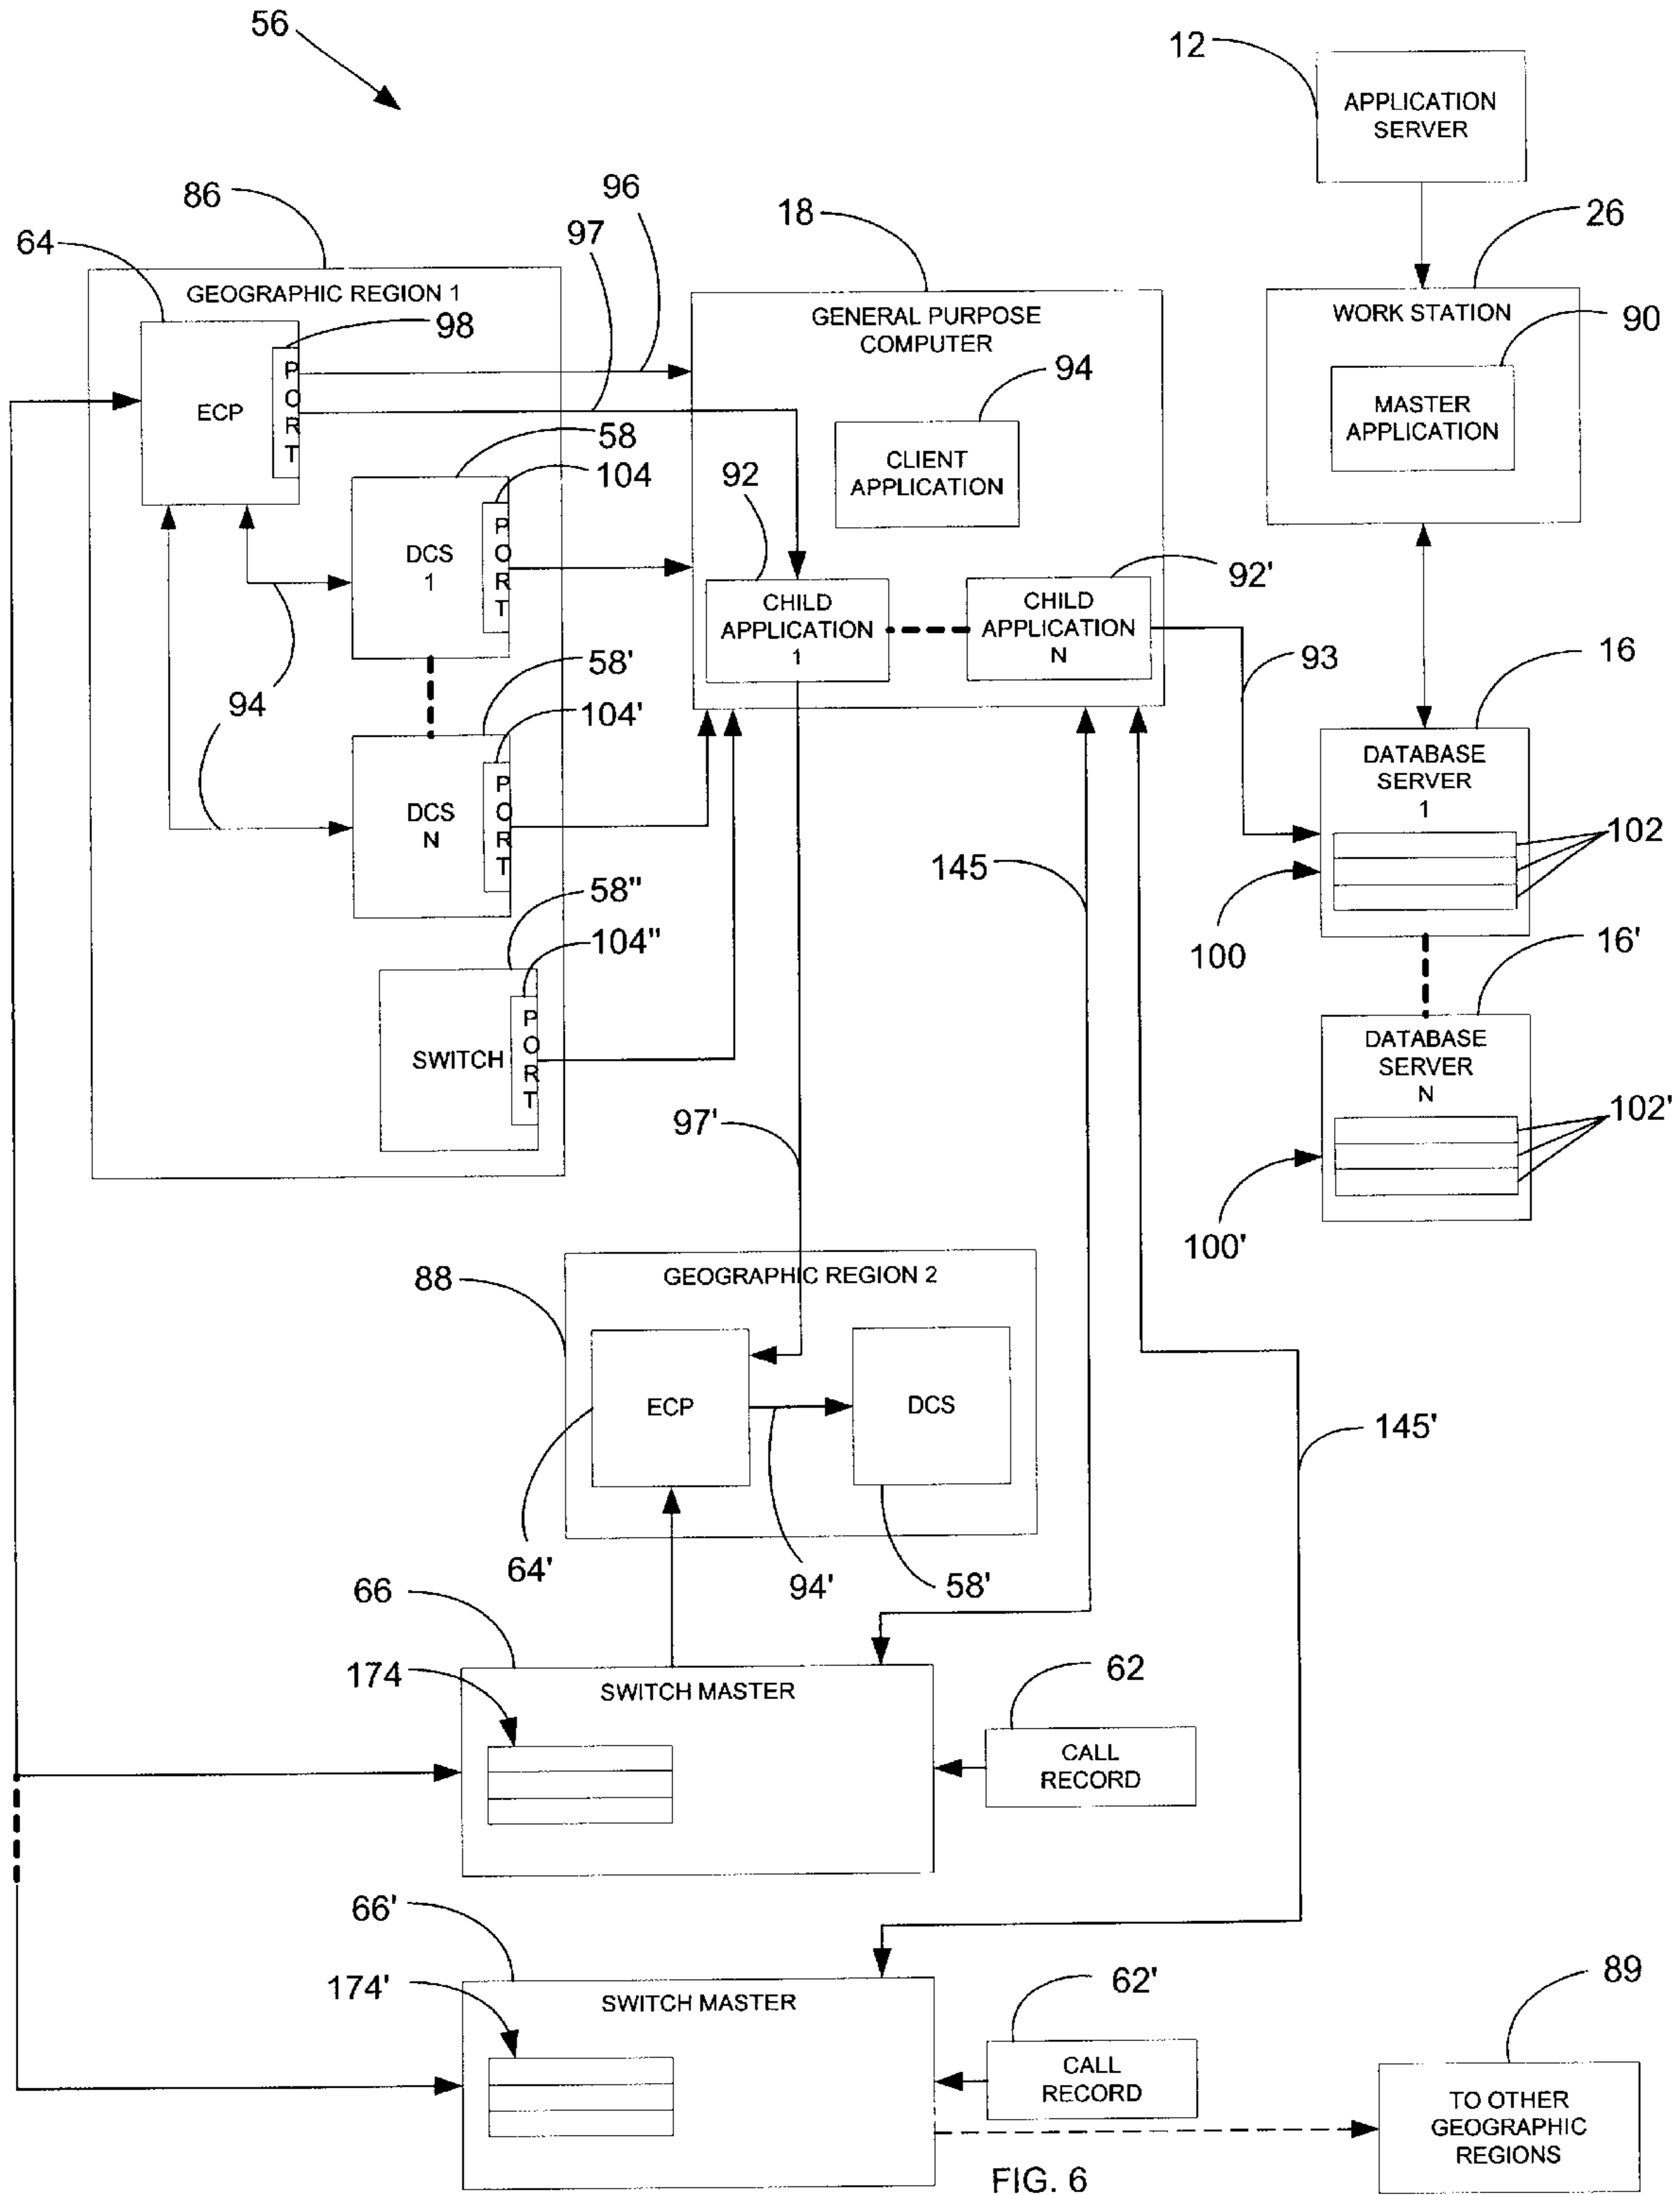 56
12
APPLICATION
SERVER
86
96
18
26
64
97
GEOGRAPHIC REGION 1
98
GENERAL PURPOSE
COMPUTER
WORK STATION
90
PORT
ECP
94
MASTER
APPLICATION
58
CLIENT
APPLICATION
104
92
PORT
DCS
1
92'
CHILD
APPLICATION
1
CHILD
APPLICATION
N
93
16
58'
94
104'
DATABASE
SERVER
1
PORT
DCS
N
102
145
58"
104"
100
16'
PORT
SWITCH
DATABASE
SERVER
N
102'
97'
100'
88
GEOGRAPHIC REGION 2
ECP
DCS
145'
64'
94'
58'
66
174
62
SWITCH MASTER
CALL
RECORD
66'
174'
62'
89
SWITCH MASTER
CALL
RECORD
TO OTHER
GEOGRAPHIC
REGIONS
FIG. 6